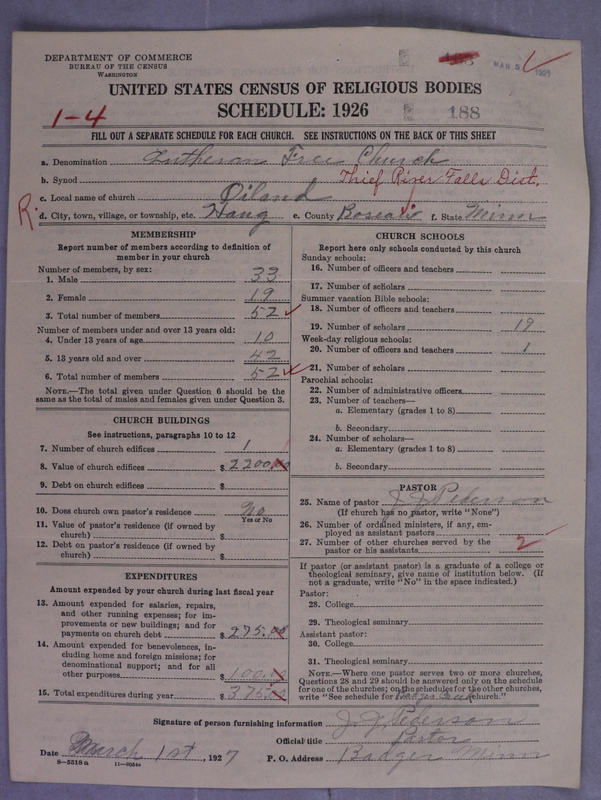 DEPARTMENT OF COMMERCE
BUREAU OF THE CENSUS
WASHINGTON
188
MAR 5 1927
UNITED STATES CENSUS OF RELIGIOUS BODIES
SCHEDULE: 1926
1-4
188
FILL OUT A SEPARATE SCHEDULE FOR EACH CHURCH. SEE INSTRUCTIONS ON THE BACK OF THIS SHEET
a. Denomination Lutheran Free Church
b. Synod Thief River Falls Dist.
c. Local name of church Oiland
R.
d. City, town, village, or township, etc. Haug e. County Roseau f. State Minn
MEMBERSHIP
Report number of members according to definition of
member in your church
Number of members, by sex:
1. Male 33
2. Female 19
3. Total number of members 52
Number of members under and over 13 years old:
4. Under 13 years of age 10
5. 13 years old and over 42
6. Total number of members 52
NOTE.—The total given under Question 6 should be the
same as the total of males and females given under Question 3.
CHURCH BUILDINGS
See instructions, paragraphs 10 to 12
7. Number of church edifices 1
8. Value of church edifices $2200.00
9. Debt on church edifices $
10. Does church own pastor's residence No
Yes or No
11. Value of pastor's residence (if owned by
church) $
12. Debt on pastor's residence (if owned by
church) $
EXPENDITURES
Amount expended by your church during last fiscal year
13. Amount expended for salaries, repairs,
and other running expenses; for im-
provements or new buildings; and for
payments on church debt $275.00
14. Amount expended for benevolences, in-
cluding home and foreign missions; for
denominational support; and for all
other purposes $100.00
15. Total expenditures during year $375.00
CHURCH SCHOOLS
Report here only schools conducted by this church
Sunday schools:
16. Number of officers and teachers
17. Number of scholars
Summer vacation Bible schools:
18. Number of officers and teachers
19. Number of scholars 19
Week-day religious schools:
20. Number of officers and teachers 1
21. Number of scholars
Parochial schools:
22. Number of administrative officers
23. Number of teachers—
a. Elementary (grades 1 to 8)
b. Secondary
24. Number of scholars—
a. Elementary (grades 1 to 8)
b. Secondary
PASTOR
25. Name of pastor J. J. Pederson
(If church has no pastor, write "None")
26. Number of ordained ministers, if any, em-
ployed as assistant pastors
27. Number of other churches served by the
pastor or his assistants 2
If pastor (or assistant pastor) is a graduate of a college or
theological seminary, give name of institution below. (If
not a graduate, write "No" in the space indicated.)
Pastor:
28. College
29. Theological seminary
Assistant pastor:
30. College
31. Theological seminary
NOTE.—Where one pastor serves two or more churches,
Questions 28 and 29 should be answered only on the schedule
for one of the churches; on the schedules for the other churches,
write "See schedule for Badger Creek church."
Signature of person furnishing information J. J. Pederson
Official title Pastor
Date March 1st, 1927 P. O. Address Badger Minn
8—5518a